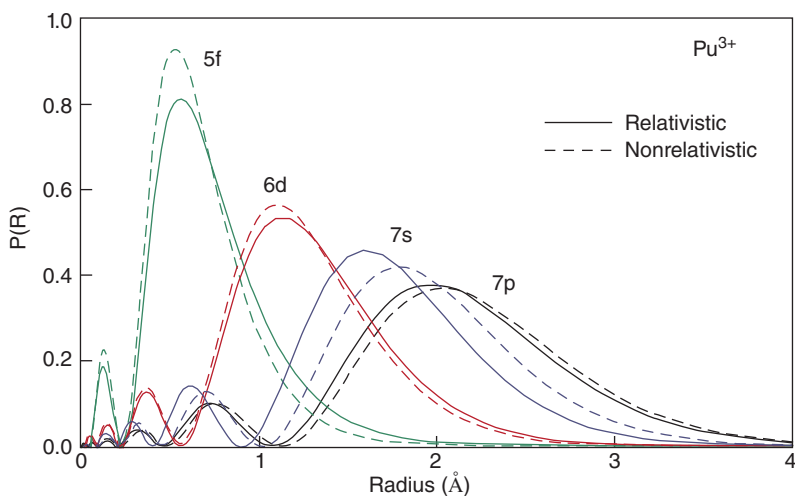 1.0
0.8
0.6
0.4
0.2
0.0
P(R)
5f
6d
7s
7p
Pu³⁺
Relativistic
Nonrelativistic
0
1
2
3
4
Radius (Å)